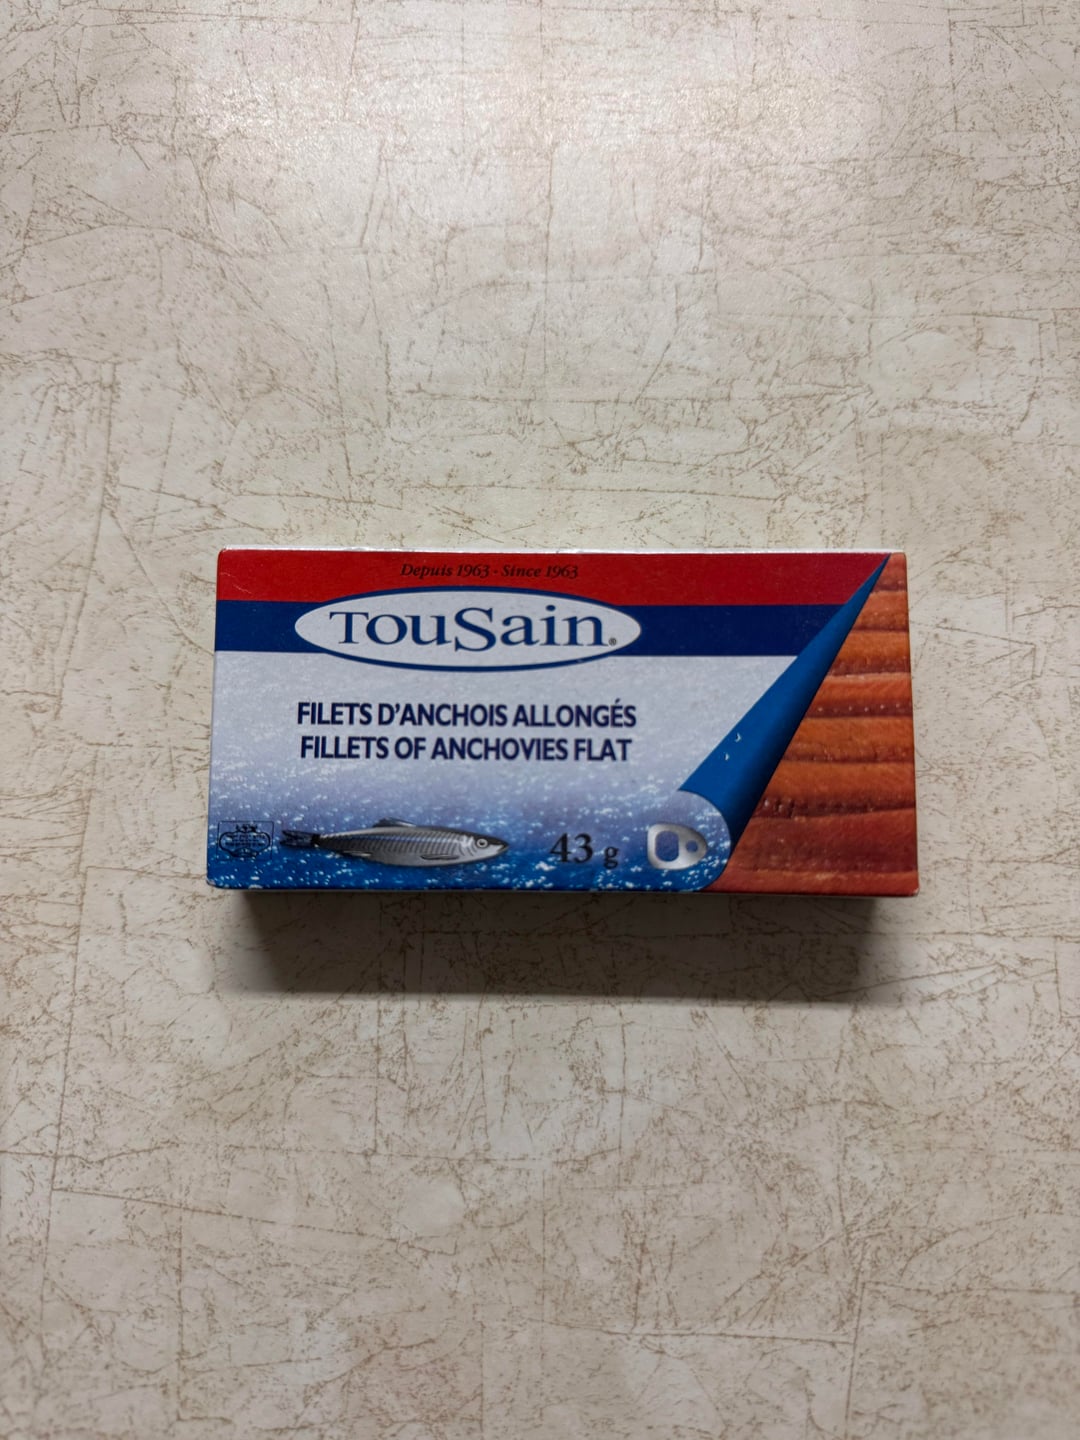 Depuis 1963 - Since 1963
TouSain®
FILETS D'ANCHOIS ALLONGÉS
FILLETS OF ANCHOVIES FLAT
43 g